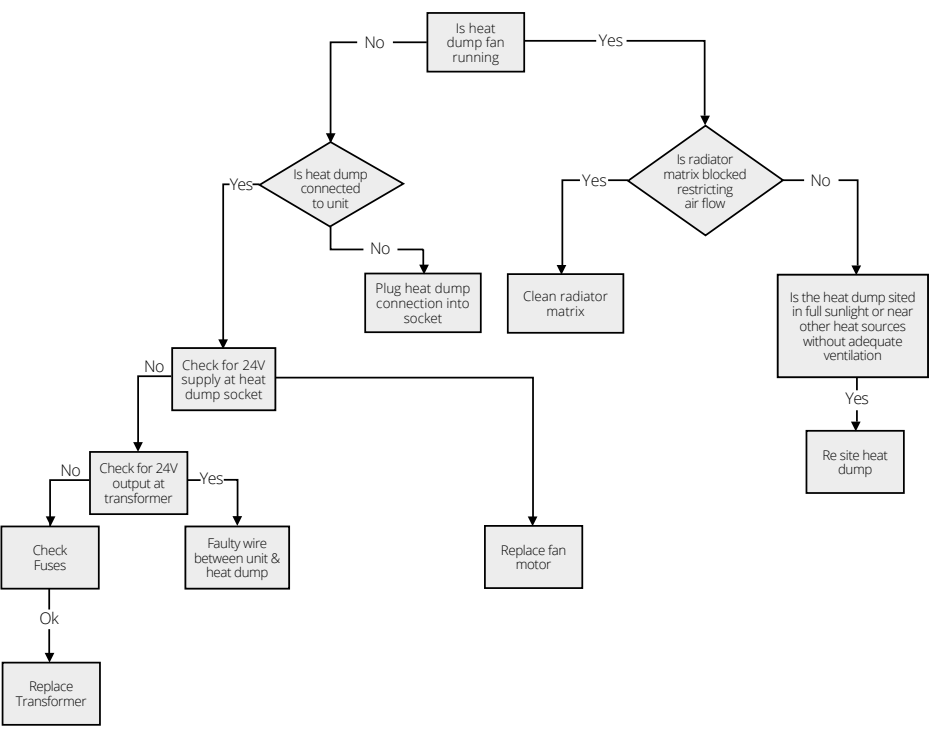 Is heat
dump fan
running
No
Yes
Is heat dump
connected
to unit
Is radiator
matrix blocked
restricting
air flow
Yes
Yes
No
No
Plug heat dump
connection into
socket
Clean radiator
matrix
Is the heat dump sited
in full sunlight or near
other heat sources
without adequate
ventilation
No
Check for 24V
supply at heat
dump socket
Yes
Re site heat
dump
No
Check for 24V
output at
transformer
Yes
Check
Fuses
Faulty wire
between unit &
heat dump
Replace fan
motor
Ok
Replace
Transformer